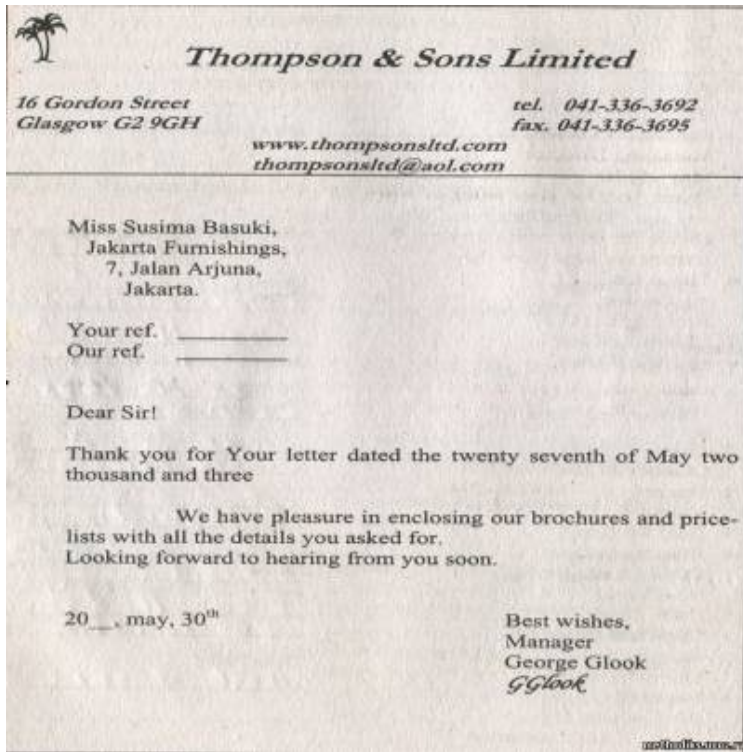 Thompson & Sons Limited
16 Gordon Street
Glasgow G2 9GH
tel. 041-336-3692
fax. 041-336-3695
www.thompsonsltd.com
thompsonsltd@aol.com
Miss Susima Basuki,
Jakarta Furnishings,
7, Jalan Arjuna,
Jakarta.
Your ref. ________
Our ref. ________
Dear Sir!
Thank you for Your letter dated the twenty seventh of May two
thousand and three
We have pleasure in enclosing our brochures and price-
lists with all the details you asked for.
Looking forward to hearing from you soon.
20__, may, 30th
Best wishes,
Manager
George Glook
GGlook